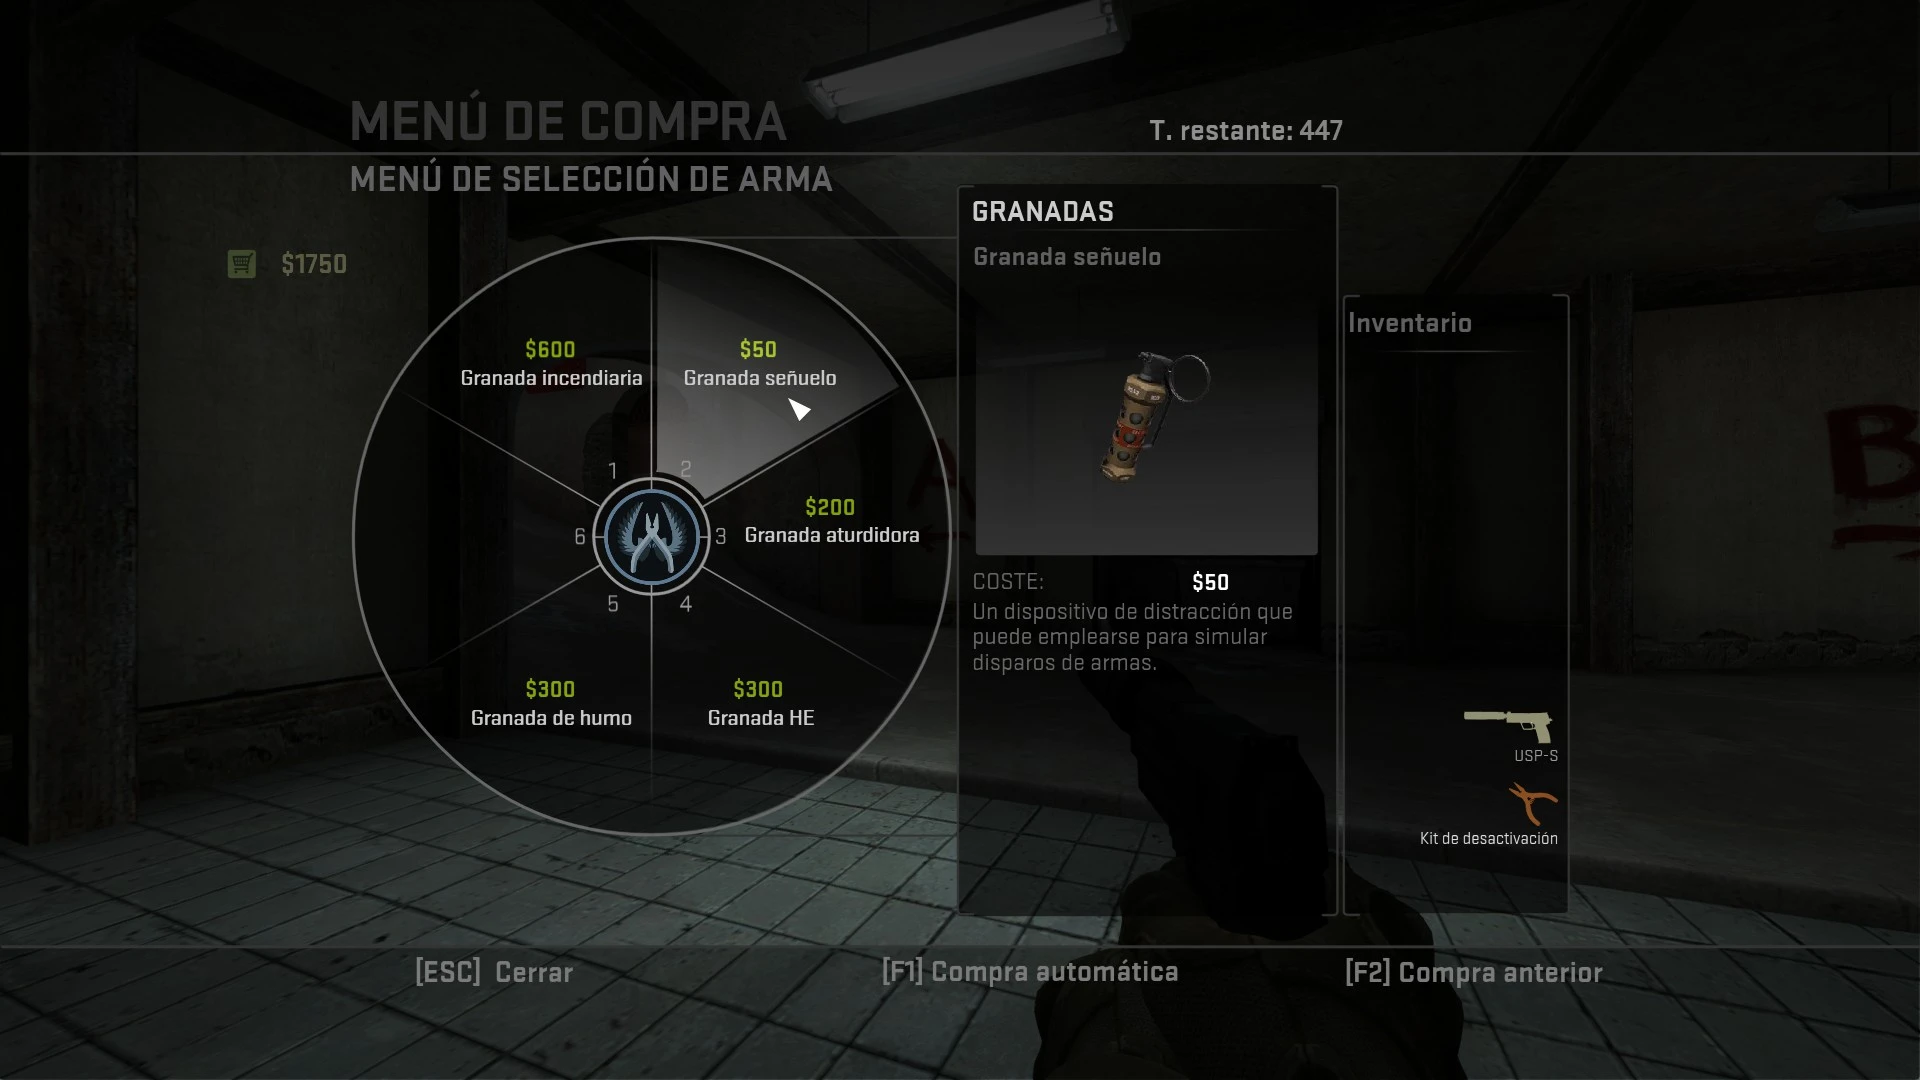 MENÚ DE COMPRA
T. restante: 447
MENÚ DE SELECCIÓN DE ARMA
$1750
$600
Granada incendiaria
$50
Granada señuelo
$200
Granada aturdidora
$300
Granada HE
$300
Granada de humo
1
2
3
4
5
6
GRANADAS
Granada señuelo
COSTE: $50
Un dispositivo de distracción que
puede emplearse para simular
disparos de armas.
Inventario
USP-S
Kit de desactivación
A
B
[ESC] Cerrar
[F1] Compra automática
[F2] Compra anterior